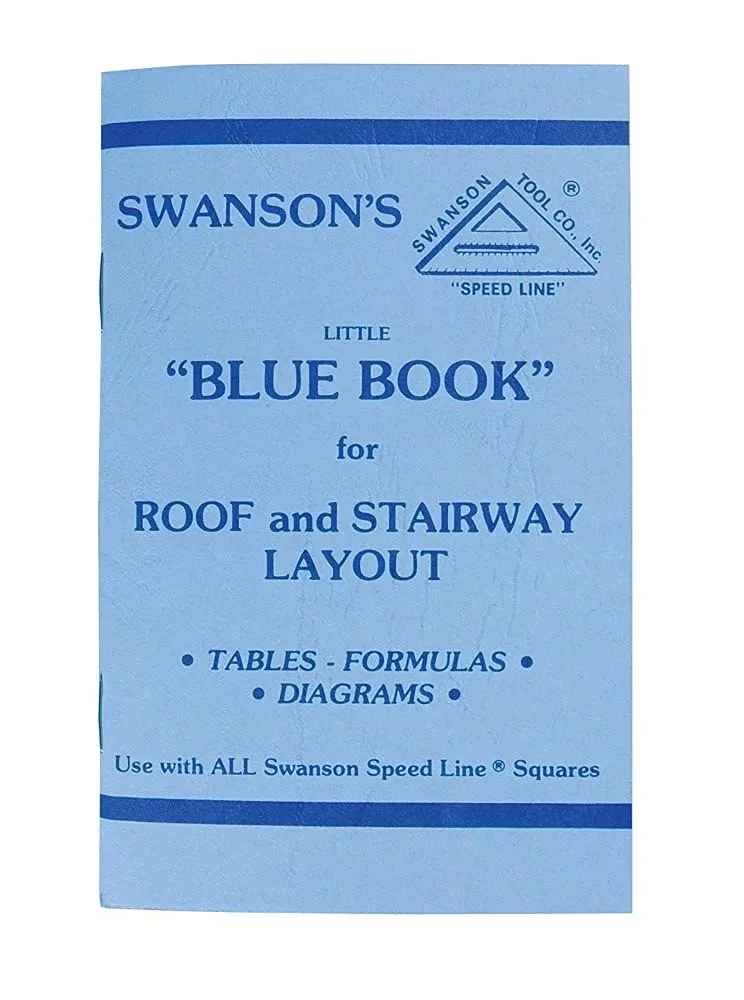 SWANSON'S
SWANSON TOOL CO., Inc. ®
"SPEED LINE"
LITTLE
“BLUE BOOK”
for
ROOF and STAIRWAY
LAYOUT
• TABLES - FORMULAS •
• DIAGRAMS •
Use with ALL Swanson Speed Line ® Squares